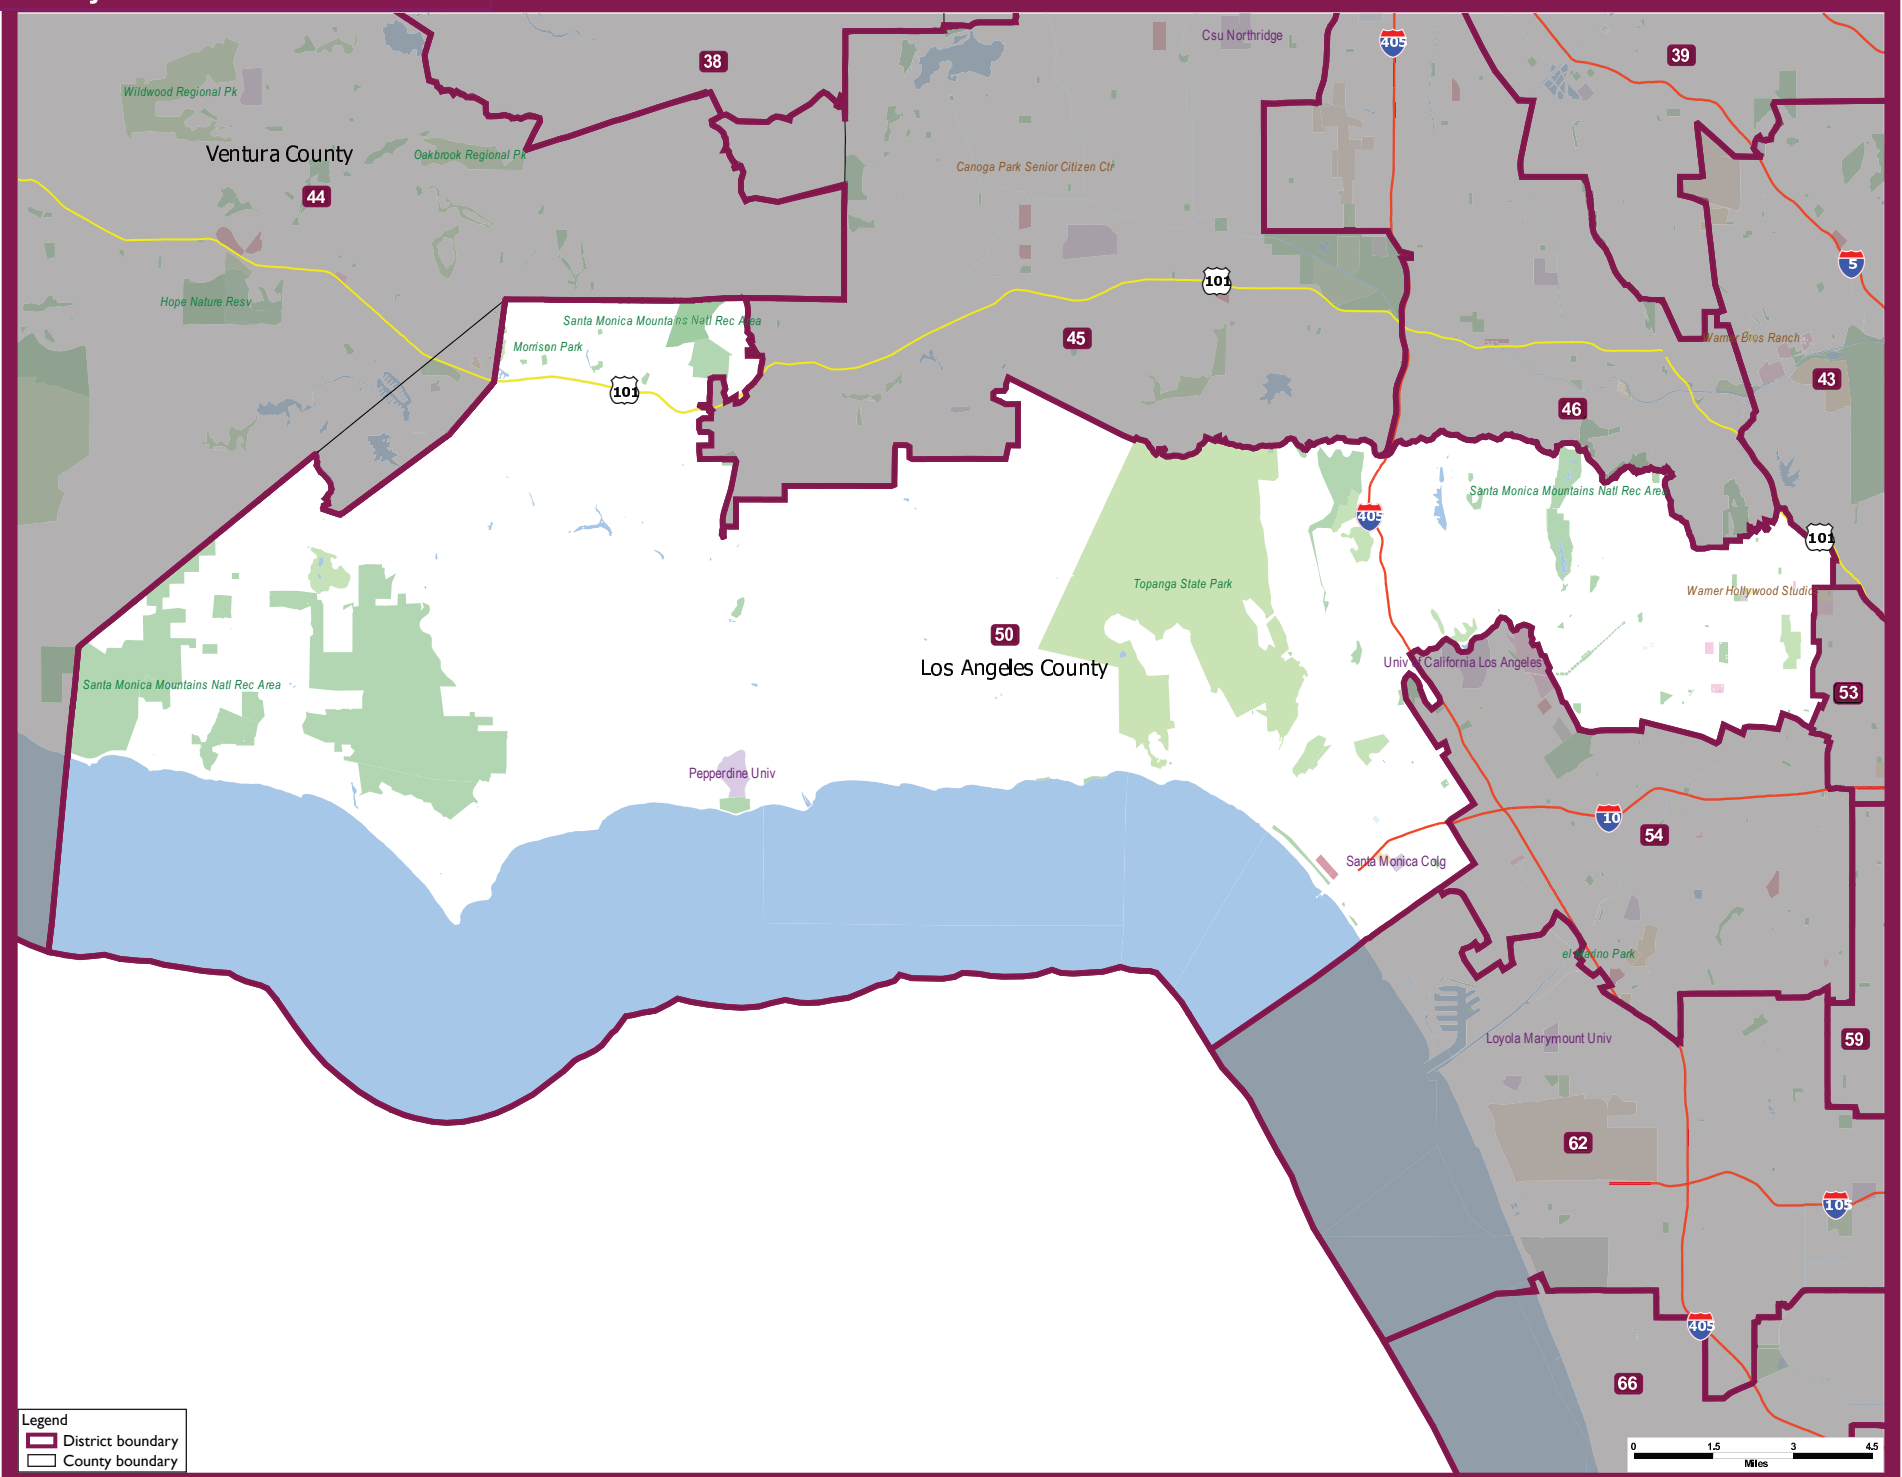 38
Csu Northridge
405
39
Wildwood Regional Pk
Ventura County
Oakbrook Regional Pk
Canoga Park Senior Citizen Ctr
44
5
101
Hope Nature Resv
Santa Monica Mountains Natl Rec Area
Morrison Park
45
Warner Bros Ranch
43
101
46
Santa Monica Mountains Natl Rec Area
405
101
Topanga State Park
Warner Hollywood Studios
50
Los Angeles County
Univ of California Los Angeles
Santa Monica Mountains Natl Rec Area
53
Pepperdine Univ
10
54
Santa Monica Colg
el Marino Park
Loyola Marymount Univ
59
62
105
405
66
Legend
District boundary
County boundary
0 1.5 3 4.5
Miles